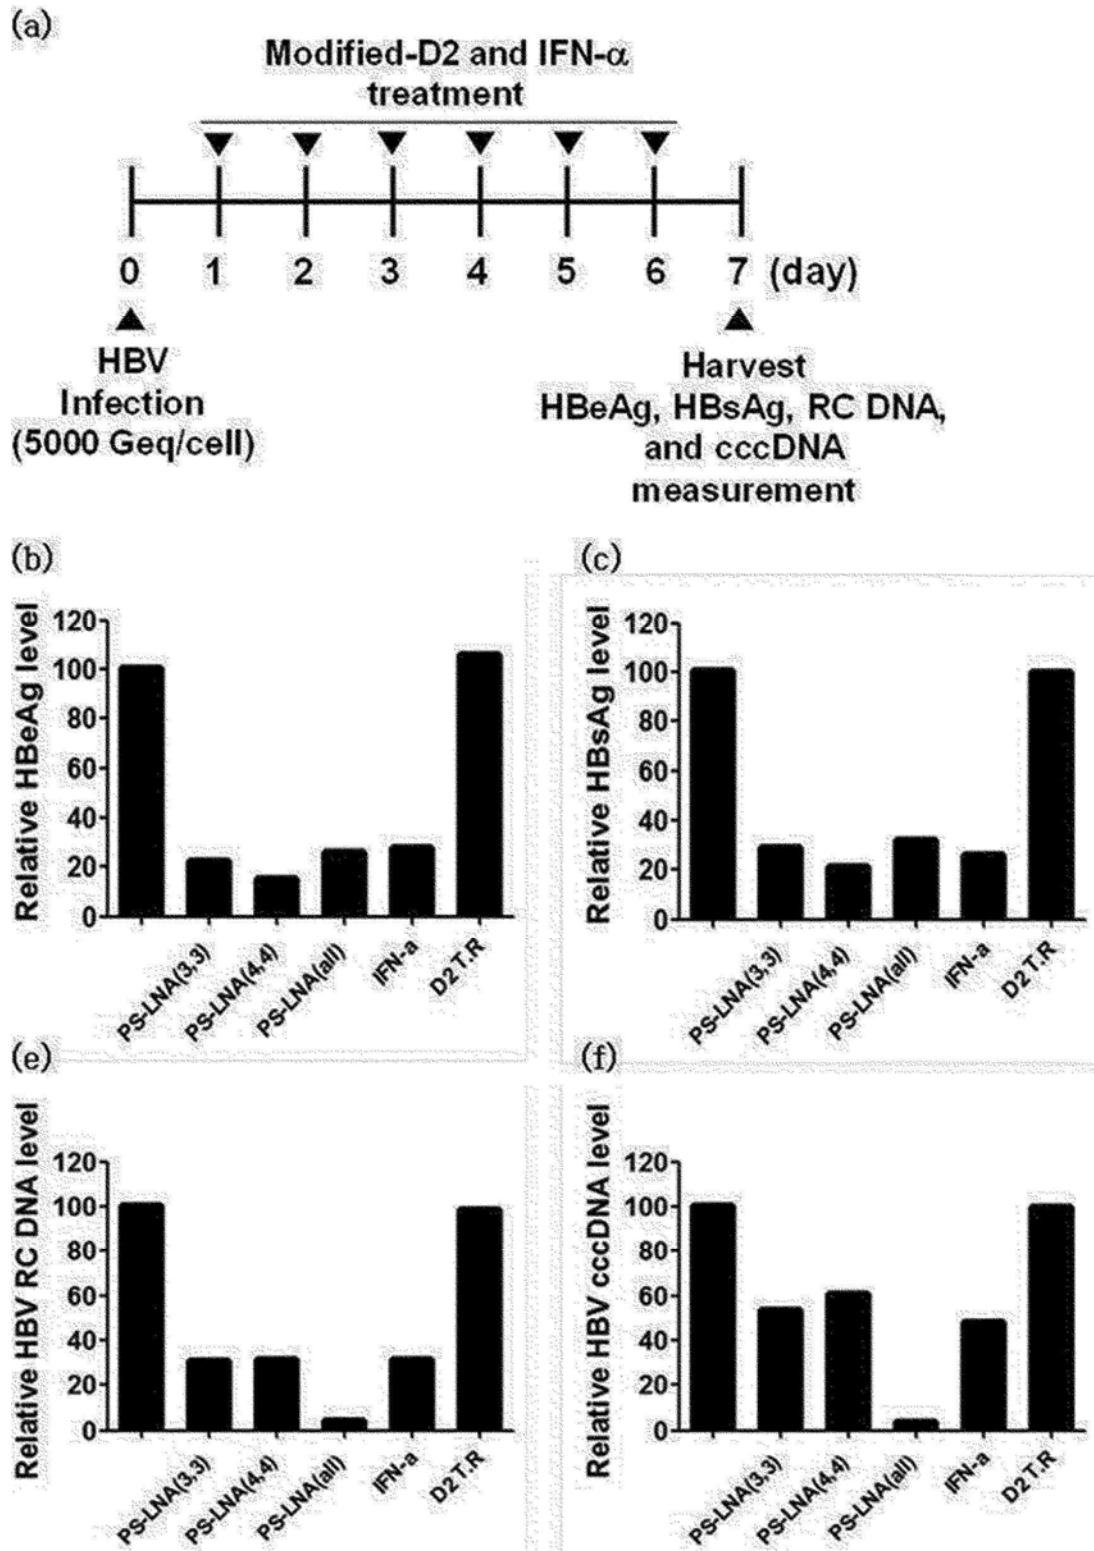 (a)
Modified-D2 and IFN-α
treatment
0 1 2 3 4 5 6 7 (day)
HBV
Infection
(5000 Geq/cell)
Harvest
HBeAg, HBsAg, RC DNA,
and cccDNA
measurement
(b)
Relative HBeAg level
120
100
80
60
40
20
0
PS-LNA(3,3)
PS-LNA(4,4)
PS-LNA(all)
IFN-a
D2 T.R
(c)
Relative HBsAg level
120
100
80
60
40
20
0
PS-LNA(3,3)
PS-LNA(4,4)
PS-LNA(all)
IFN-a
D2 T.R
(e)
Relative HBV RC DNA level
120
100
80
60
40
20
0
PS-LNA(3,3)
PS-LNA(4,4)
PS-LNA(all)
IFN-a
D2 T.R
(f)
Relative HBV cccDNA level
120
100
80
60
40
20
0
PS-LNA(3,3)
PS-LNA(4,4)
PS-LNA(all)
IFN-a
D2 T.R